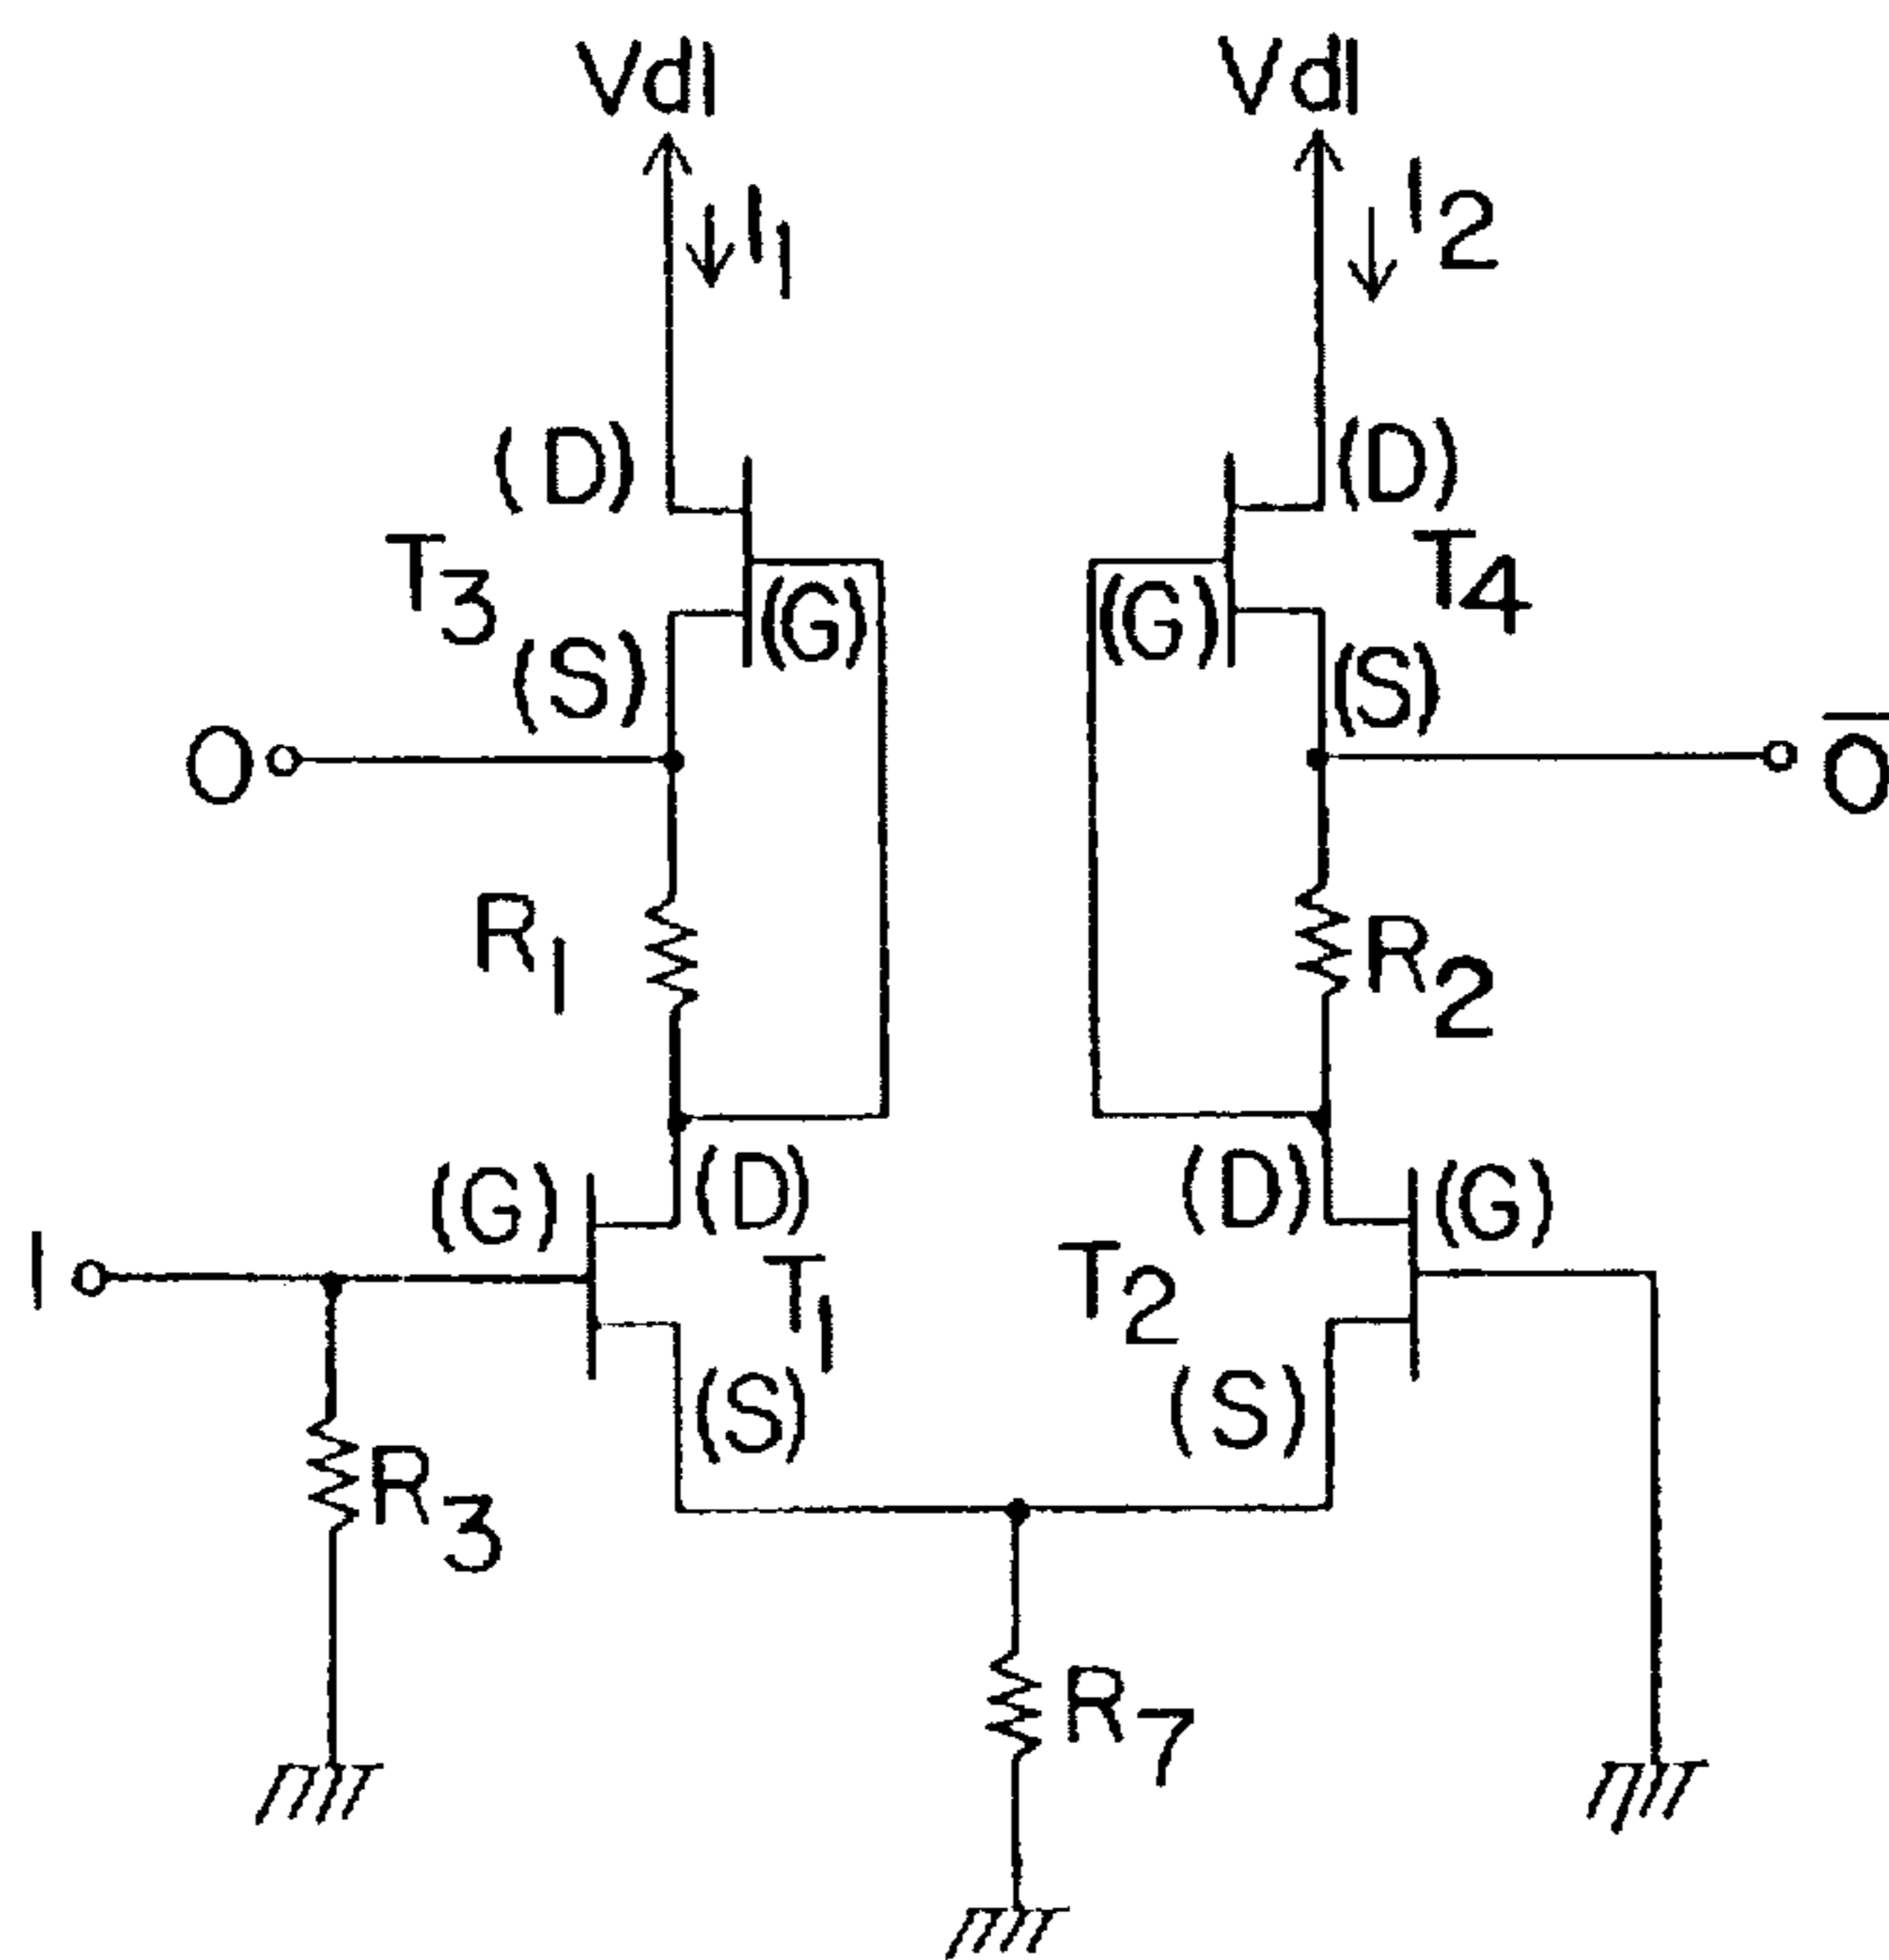 Vdl Vdl
I1 I2
(D) (D)
T3 (G) (G) T4
(S) (S)
O O̅
R1 R2
(G) (D) (D) (G)
I T1 T2
(S) (S)
R3
R7